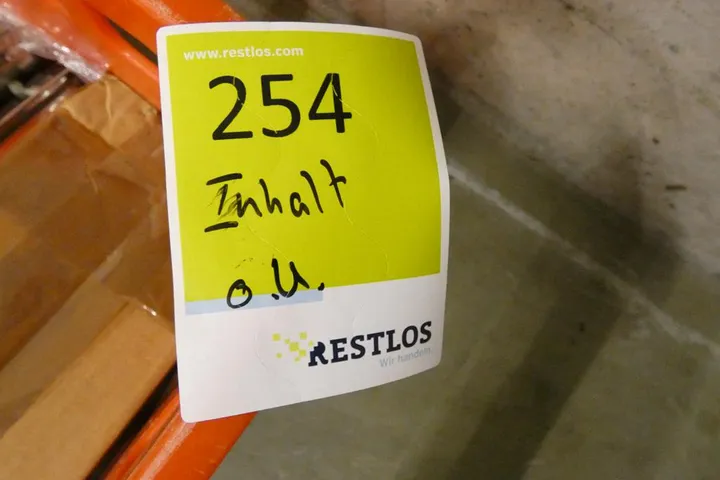 www.restlos.com
254
Inhalt
o.U.
RESTLOS
Wir handeln.